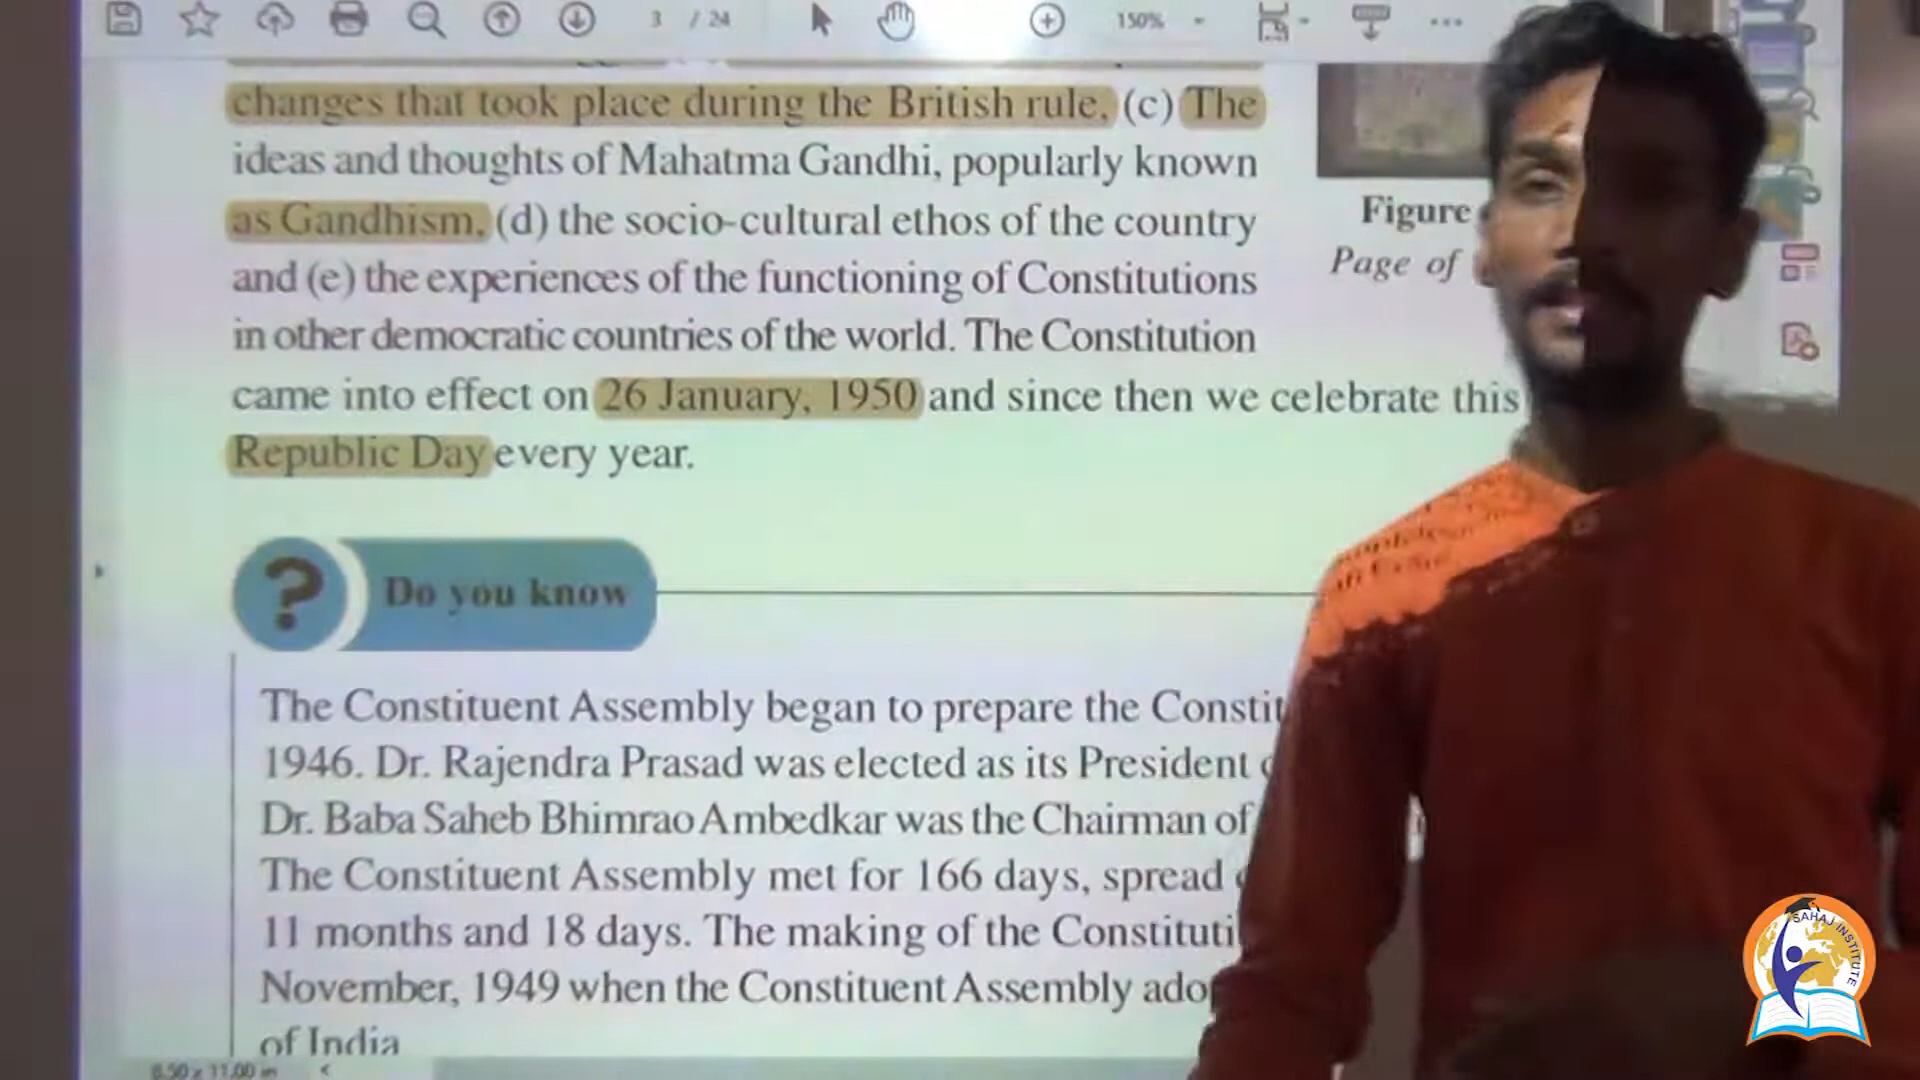 3 / 24
150%
changes that took place during the British rule, (c) The
ideas and thoughts of Mahatma Gandhi, popularly known
as Gandhism, (d) the socio-cultural ethos of the country
and (e) the experiences of the functioning of Constitutions
in other democratic countries of the world. The Constitution
came into effect on 26 January, 1950 and since then we celebrate this
Republic Day every year.
Figure
Page of
? Do you know
The Constituent Assembly began to prepare the Constit
1946. Dr. Rajendra Prasad was elected as its President
Dr. Baba Saheb Bhimrao Ambedkar was the Chairman of
The Constituent Assembly met for 166 days, spread
11 months and 18 days. The making of the Constituti
November, 1949 when the Constituent Assembly ado
of India
8.50 x 11.00 in
SAHAJ INSTITUTE